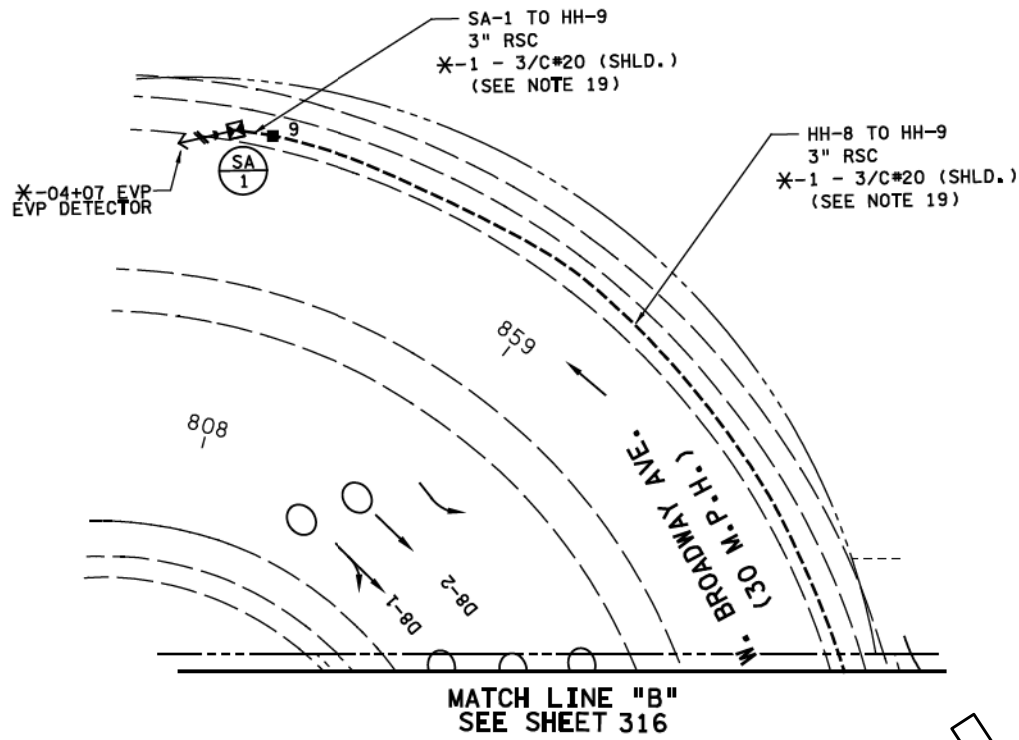 SA-1 TO HH-9
3" RSC
*-1 - 3/C#20 (SHLD.)
(SEE NOTE 19)
HH-8 TO HH-9
3" RSC
*-1 - 3/C#20 (SHLD.)
(SEE NOTE 19)
9
SA
1
*-04+07 EVP
EVP DETECTOR
859
808
W. BROADWAY AVE.
(30 M.P.H.)
D8-2
D8-1
MATCH LINE "B"
SEE SHEET 316